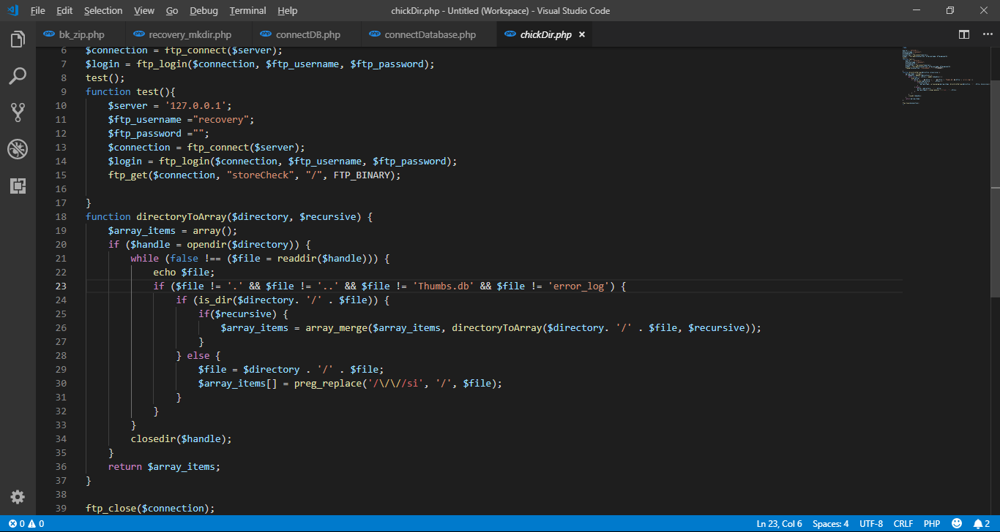 File Edit Selection View Go Debug Terminal Help chickDir.php - Untitled (Workspace) - Visual Studio Code
php bk_zip.php php recovery_mkdir.php php connectDB.php php connectDatabase.php php chickDir.php
6 $connection = ftp_connect($server);
7 $login = ftp_login($connection, $ftp_username, $ftp_password);
8 test();
9 function test(){
10 $server = '127.0.0.1';
11 $ftp_username ="recovery";
12 $ftp_password ="";
13 $connection = ftp_connect($server);
14 $login = ftp_login($connection, $ftp_username, $ftp_password);
15 ftp_get($connection, "storeCheck", "/", FTP_BINARY);
16
17 }
18 function directoryToArray($directory, $recursive) {
19 $array_items = array();
20 if ($handle = opendir($directory)) {
21 while (false !== ($file = readdir($handle))) {
22 echo $file;
23 if ($file != '.' && $file != '..' && $file != 'Thumbs.db' && $file != 'error_log') {
24 if (is_dir($directory. '/' . $file)) {
25 if($recursive) {
26 $array_items = array_merge($array_items, directoryToArray($directory. '/' . $file, $recursive));
27 }
28 } else {
29 $file = $directory . '/' . $file;
30 $array_items[] = preg_replace('/\/\//si', '/', $file);
31 }
32 }
33 }
34 closedir($handle);
35 }
36 return $array_items;
37 }
38
39 ftp_close($connection);
0 0 Ln 23, Col 6 Spaces: 4 UTF-8 CRLF PHP 2